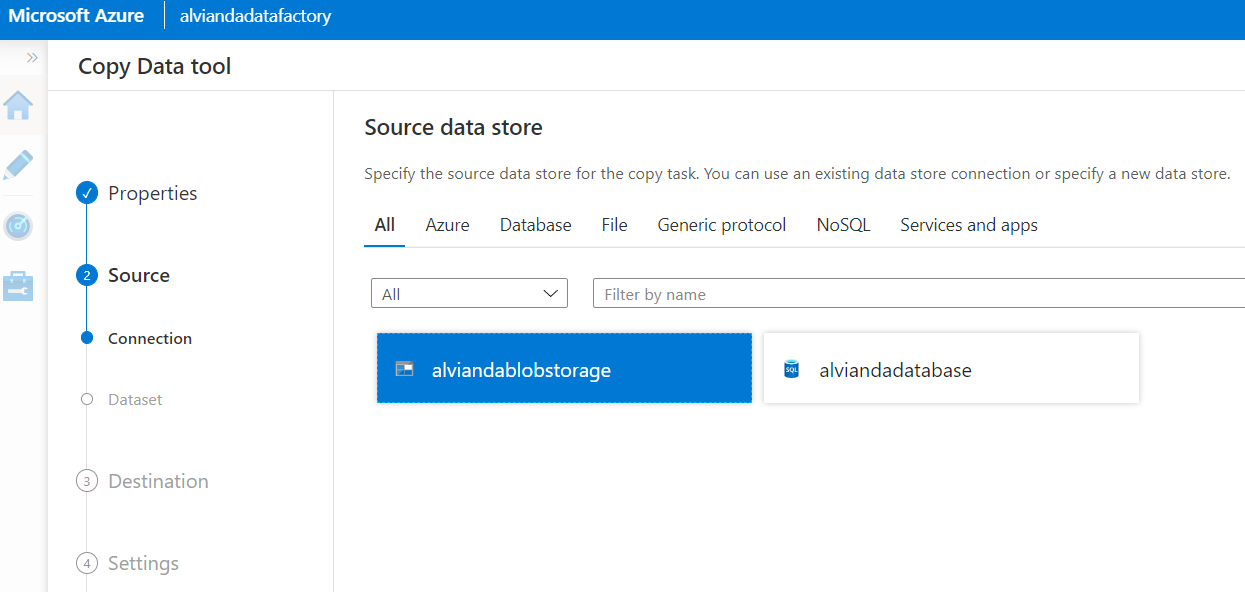 Microsoft Azure alviandadatafactory
Copy Data tool
Properties
2 Source
Connection
Dataset
3 Destination
4 Settings
Source data store
Specify the source data store for the copy task. You can use an existing data store connection or specify a new data store.
All Azure Database File Generic protocol NoSQL Services and apps
All Filter by name
alviandablobstorage SQL alviandadatabase